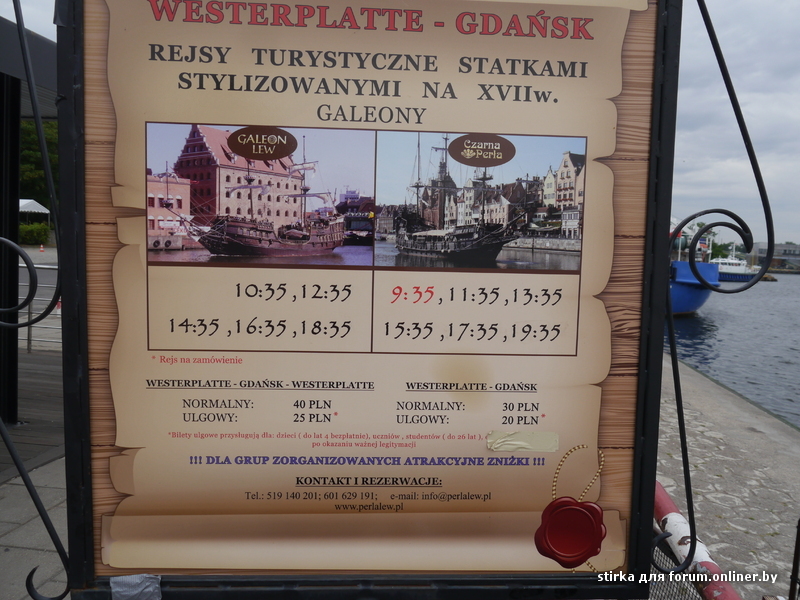 WESTERPLATTE - GDAŃSK
REJSY TURYSTYCZNE STATKAMI
STYLIZOWANYMI NA XVIIw.
GALEONY
GALEON
LEW
Czarna
Perła
10:35 ,12:35
14:35 ,16:35 ,18:35
9:35 ,11:35 ,13:35
15:35 ,17:35 ,19:35
* Rejs na zamówienie
WESTERPLATTE - GDAŃSK - WESTERPLATTE
NORMALNY: 40 PLN
ULGOWY: 25 PLN *
WESTERPLATTE - GDAŃSK
NORMALNY: 30 PLN
ULGOWY: 20 PLN *
*Bilety ulgowe przysługują dla: dzieci ( do lat 4 bezpłatnie), uczniów , studentów ( do 26 lat ),
po okazaniu ważnej legitymacji
!!! DLA GRUP ZORGANIZOWANYCH ATRAKCYJNE ZNIŻKI !!!
KONTAKT I REZERWACJE:
Tel.: 519 140 201; 601 629 191; e-mail: info@perlalew.pl
www.perlalew.pl
stirka для forum.onliner.by